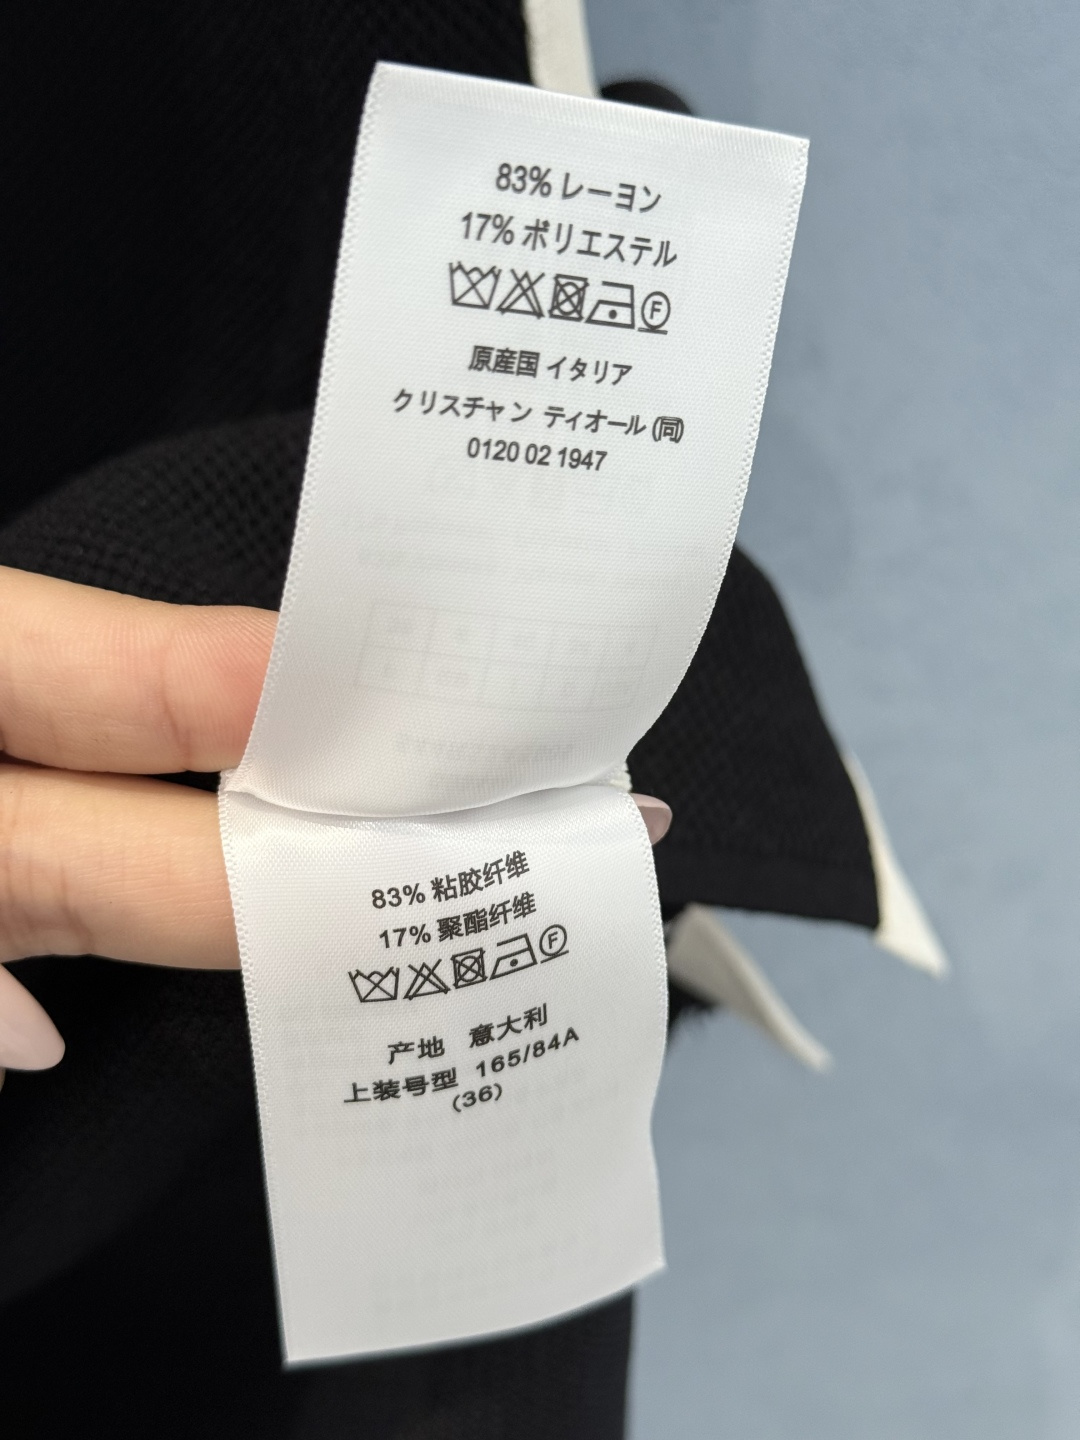 83% レーヨン
17% ポリエステル
F
原産国 イタリア
クリスチャン ディオール (同)
0120 02 1947
83% 粘胶纤维
17% 聚酯纤维
F
产地 意大利
上装号型 165/84A
(36)